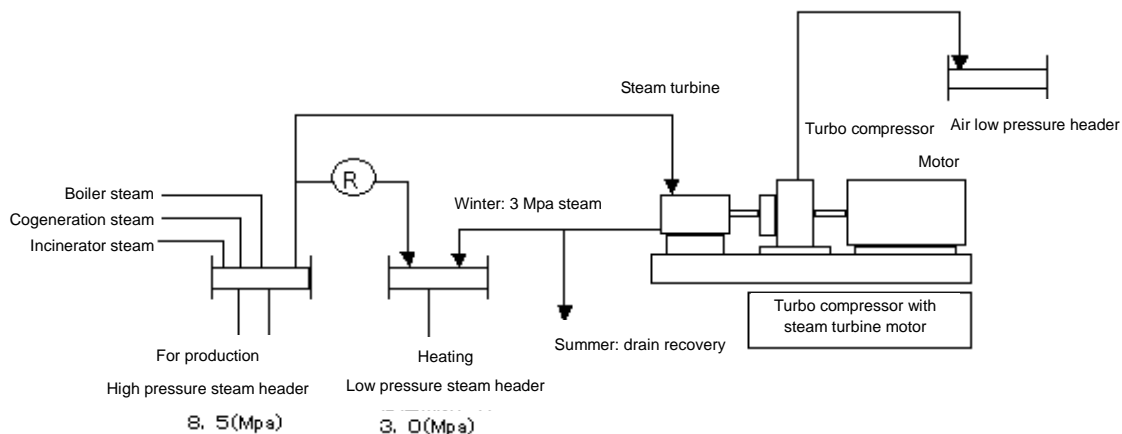 Steam turbine
Turbo compressor
Air low pressure header
Motor
R
Boiler steam
Cogeneration steam
Incinerator steam
Winter: 3 Mpa steam
Turbo compressor with
steam turbine motor
Summer: drain recovery
For production
Heating
High pressure steam header
Low pressure steam header
8. 5(Mpa)
3. 0(Mpa)